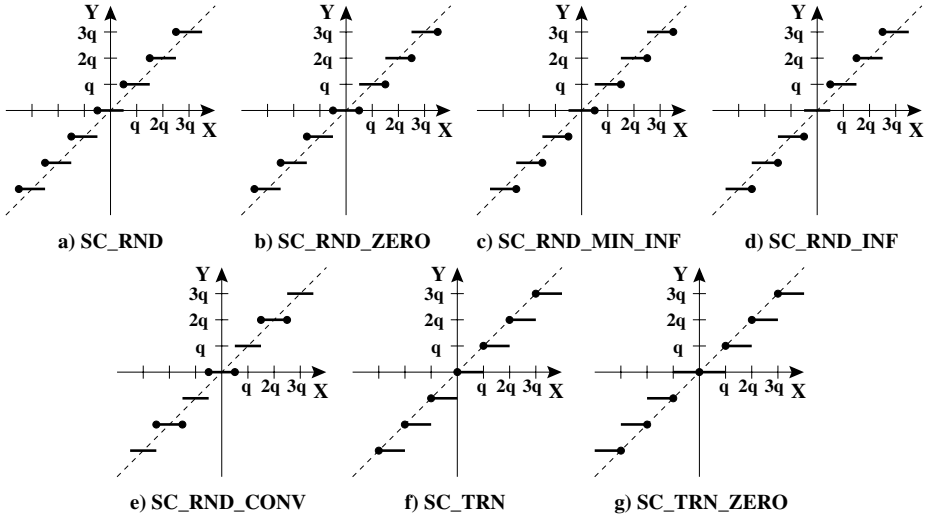 Y
3q
2q
q
q 2q 3q X
a) SC_RND
Y
3q
2q
q
q 2q 3q X
b) SC_RND_ZERO
Y
3q
2q
q
q 2q 3q X
c) SC_RND_MIN_INF
Y
3q
2q
q
q 2q 3q X
d) SC_RND_INF
Y
3q
2q
q
q 2q 3q X
e) SC_RND_CONV
Y
3q
2q
q
q 2q 3q X
f) SC_TRN
Y
3q
2q
q
q 2q 3q X
g) SC_TRN_ZERO